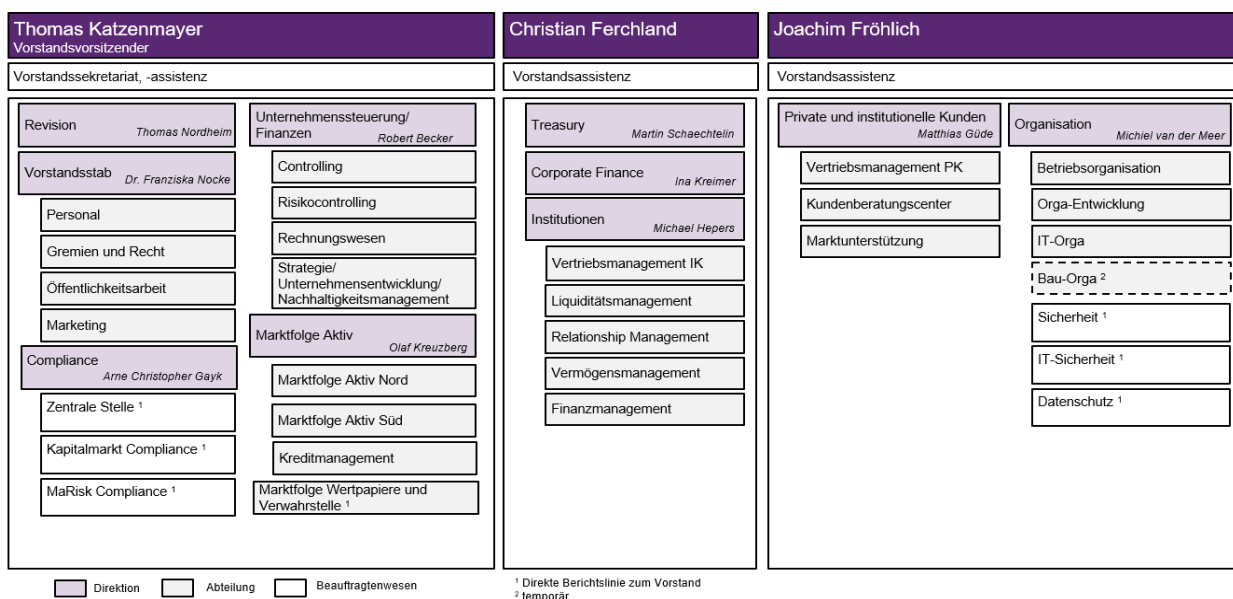 Thomas Katzenmayer
Vorstandsvorsitzender
Vorstandssekretariat, -assistenz
Revision
Thomas Nordheim
Vorstandsstab
Dr. Franziska Nocke
Personal
Gremien und Recht
Öffentlichkeitsarbeit
Marketing
Compliance
Arne Christopher Gayk
Zentrale Stelle ¹
Kapitalmarkt Compliance ¹
MaRisk Compliance ¹
Unternehmenssteuerung/
Finanzen
Robert Becker
Controlling
Risikocontrolling
Rechnungswesen
Strategie/
Unternehmensentwicklung/
Nachhaltigkeitsmanagement
Marktfolge Aktiv
Olaf Kreuzberg
Marktfolge Aktiv Nord
Marktfolge Aktiv Süd
Kreditmanagement
Marktfolge Wertpapiere und
Verwahrstelle ¹
Christian Ferchland
Vorstandsassistenz
Treasury
Martin Schaechtelin
Corporate Finance
Ina Kreimer
Institutionen
Michael Hepers
Vertriebsmanagement IK
Liquiditätsmanagement
Relationship Management
Vermögensmanagement
Finanzmanagement
Joachim Fröhlich
Vorstandsassistenz
Private und institutionelle Kunden
Matthias Güde
Vertriebsmanagement PK
Kundenberatungscenter
Marktunterstützung
Organisation
Michiel van der Meer
Betriebsorganisation
Orga-Entwicklung
IT-Orga
Bau-Orga ²
Sicherheit ¹
IT-Sicherheit ¹
Datenschutz ¹
Direktion
Abteilung
Beauftragtenwesen
¹ Direkte Berichtslinie zum Vorstand
² temporär